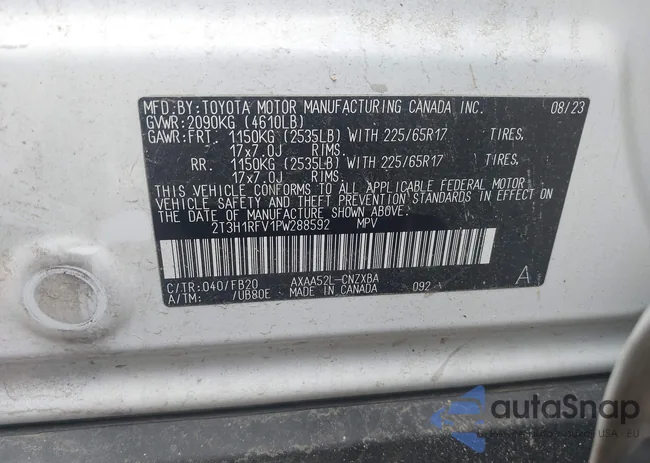 MFD.BY:TOYOTA MOTOR MANUFACTURING CANADA INC. 08/23
GVWR:2090KG (4610LB)
GAWR:FRT. 1150KG (2535LB) WITH 225/65R17 TIRES,
17x7.0J RIMS.
RR. 1150KG (2535LB) WITH 225/65R17 TIRES,
17x7.0J RIMS.
THIS VEHICLE CONFORMS TO ALL APPLICABLE FEDERAL MOTOR
VEHICLE SAFETY AND THEFT PREVENTION STANDARDS IN EFFECT ON
THE DATE OF MANUFACTURE SHOWN ABOVE.
2T3H1RFV1PW288592 MPV
C/TR:040/FB20 AXAA52L-CNZXBA A
A/TM: /UB80E MADE IN CANADA 092
autoSnap
USA - EU